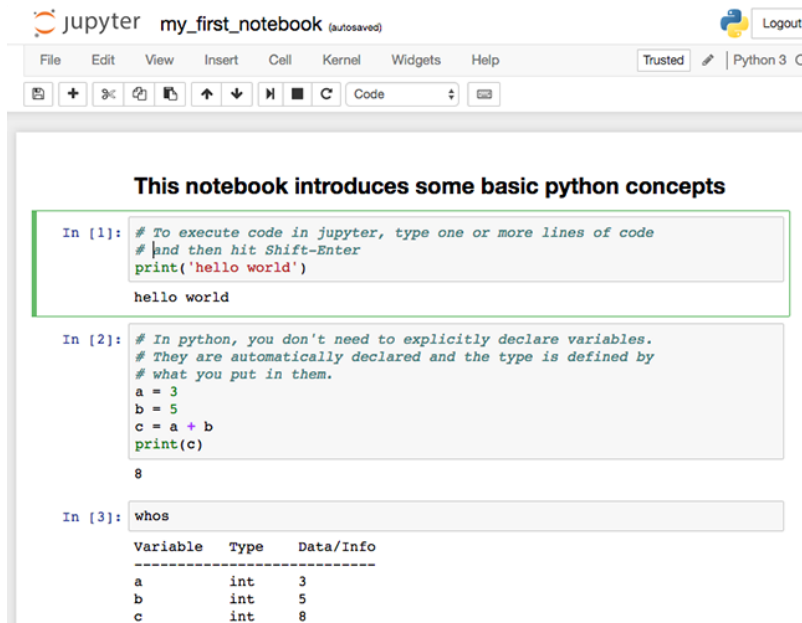 jupyter my_first_notebook (autosaved)
Logout
File Edit View Insert Cell Kernel Widgets Help
Trusted
Python 3
Code
This notebook introduces some basic python concepts
In [1]: # To execute code in jupyter, type one or more lines of code
# and then hit Shift-Enter
print('hello world')
hello world
In [2]: # In python, you don't need to explicitly declare variables.
# They are automatically declared and the type is defined by
# what you put in them.
a = 3
b = 5
c = a + b
print(c)
8
In [3]: whos
Variable Type Data/Info
----------------------------
a int 3
b int 5
c int 8